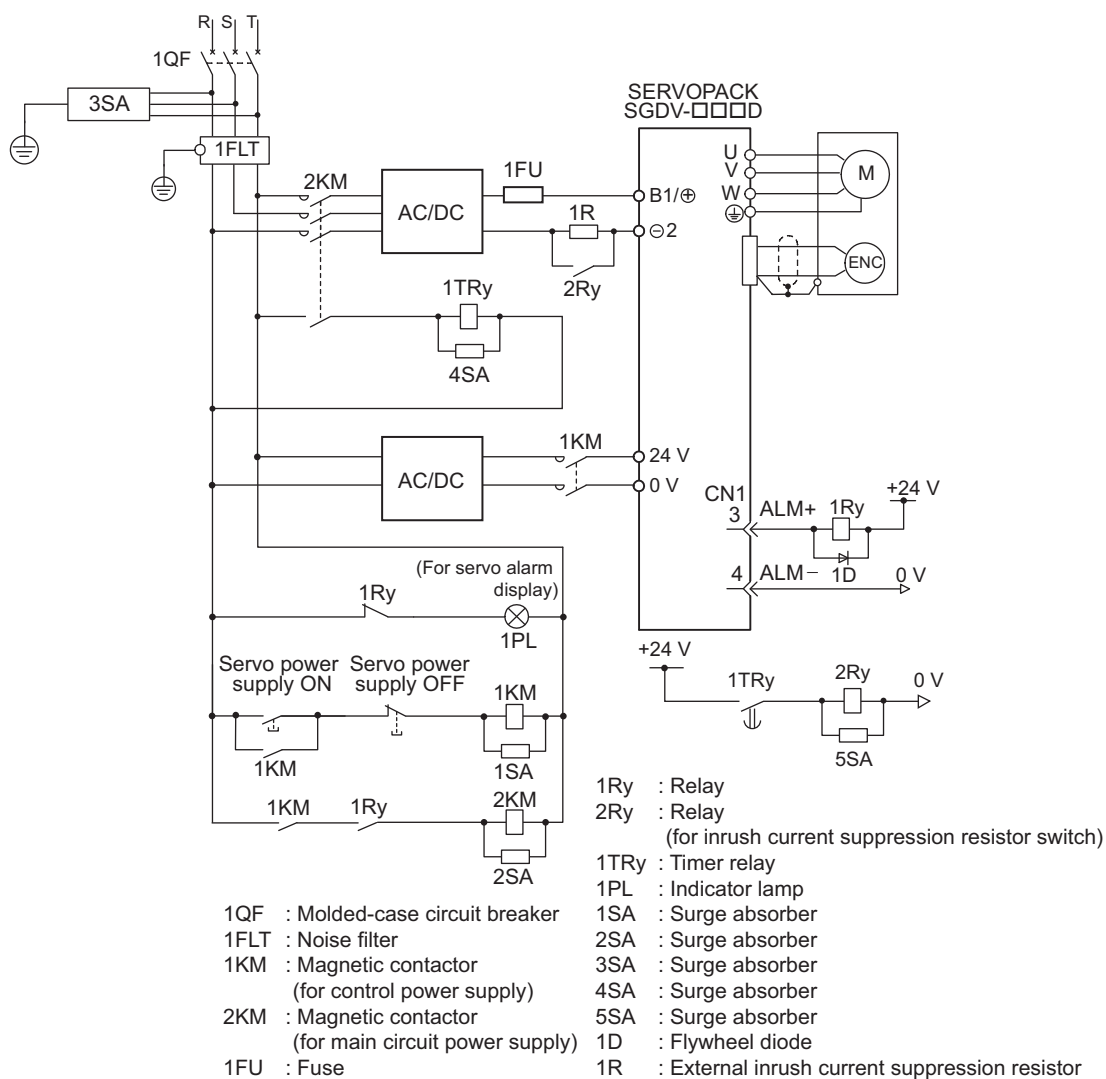 R S T
1QF
3SA
1FLT
SERVOPACK
SGDV-□□□D
2KM
AC/DC
1FU
B1/⊕
1R
⊖2
2Ry
U
V
W
M
ENC
1TRy
4SA
AC/DC
1KM
24 V
0 V
CN1
3 ALM+ 1Ry +24 V
4 ALM− 1D 0 V
(For servo alarm
display)
1Ry
1PL
Servo power
supply ON
Servo power
supply OFF
1KM
1KM
1SA
1KM 1Ry 2KM
2SA
+24 V
1TRy 2Ry 0 V
5SA
1QF : Molded-case circuit breaker
1FLT : Noise filter
1KM : Magnetic contactor
(for control power supply)
2KM : Magnetic contactor
(for main circuit power supply)
1FU : Fuse
1Ry : Relay
2Ry : Relay
(for inrush current suppression resistor switch)
1TRy : Timer relay
1PL : Indicator lamp
1SA : Surge absorber
2SA : Surge absorber
3SA : Surge absorber
4SA : Surge absorber
5SA : Surge absorber
1D : Flywheel diode
1R : External inrush current suppression resistor